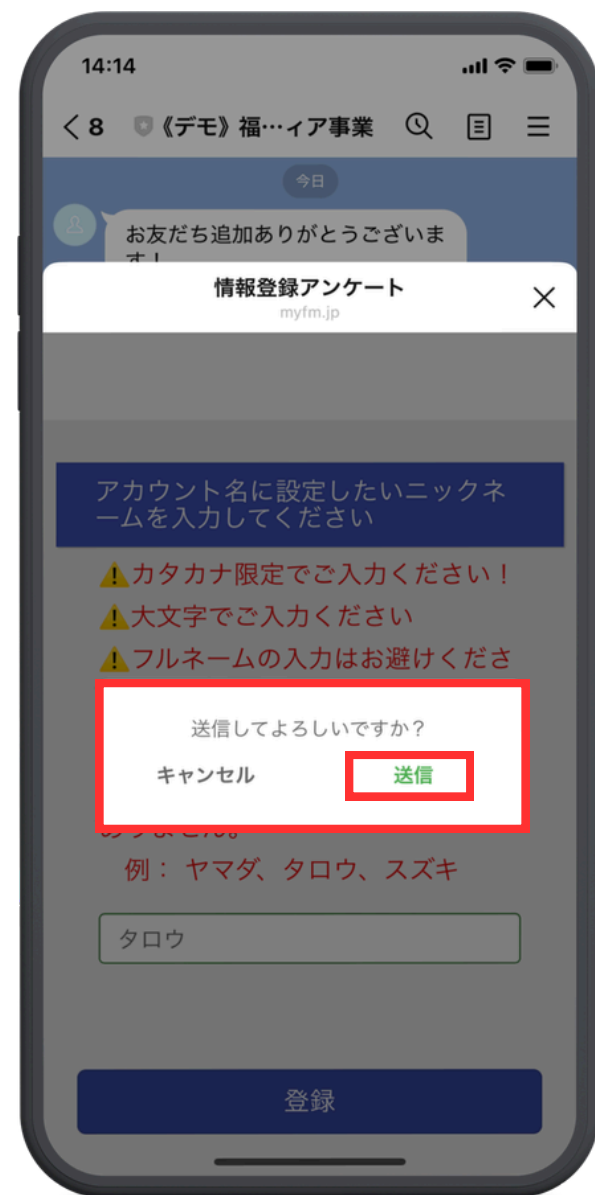 14:14
8 《デモ》福…ィア事業
今日
お友だち追加ありがとうございま
す！
情報登録アンケート
myfm.jp
アカウント名に設定したいニックネ
ームを入力してください
⚠カタカナ限定でご入力ください！
⚠大文字でご入力ください
⚠フルネームの入力はお避けくださ
送信してよろしいですか？
キャンセル 送信
ありません。
例： ヤマダ、タロウ、スズキ
タロウ
登録